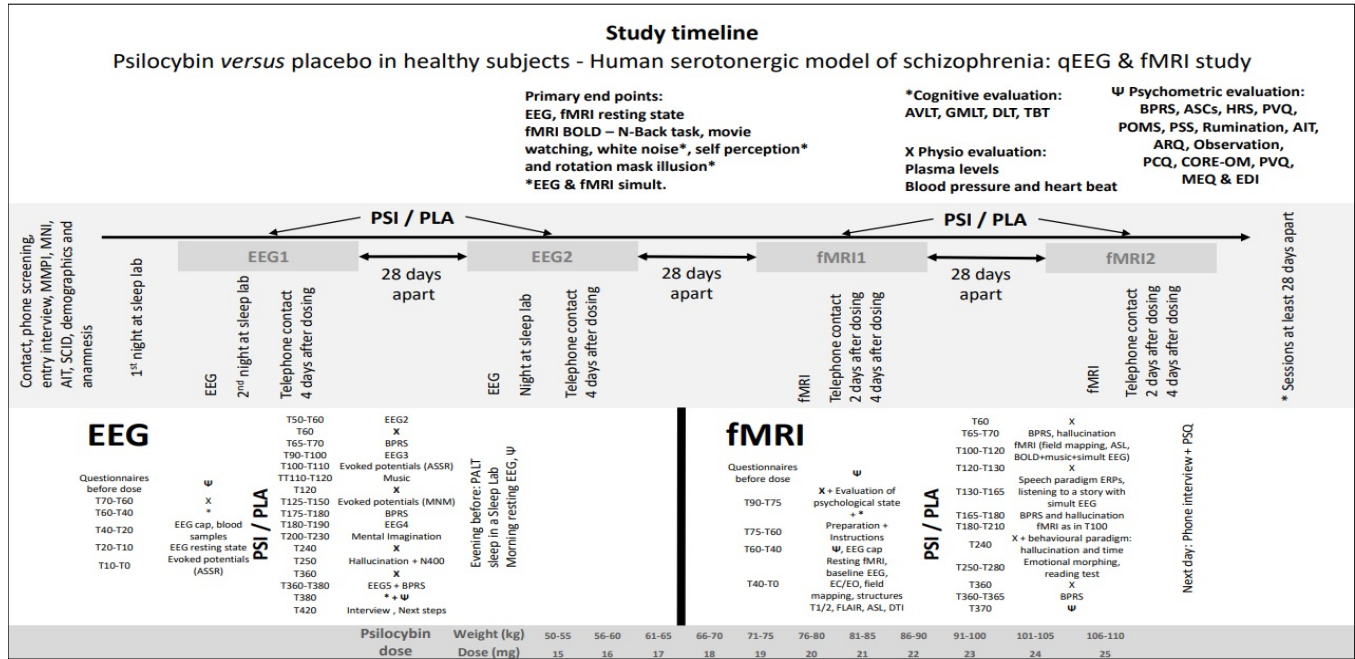 Study timeline
Psilocybin versus placebo in healthy subjects - Human serotonergic model of schizophrenia: qEEG & fMRI study
Primary end points:
EEG, fMRI resting state
fMRI BOLD – N-Back task, movie
watching, white noise*, self perception*
and rotation mask illusion*
*EEG & fMRI simult.
*Cognitive evaluation:
AVLT, GMLT, DLT, TBT
X Physio evaluation:
Plasma levels
Blood pressure and heart beat
Ψ Psychometric evaluation:
BPRS, ASCs, HRS, PVQ,
POMS, PSS, Rumination, AIT,
ARQ, Observation,
PCQ, CORE-OM, PVQ,
MEQ & EDI
Contact, phone screening,
entry interview, MMPI, MNI,
AIT, SCID, demographics and
anamnesis
PSI / PLA
PSI / PLA
EEG1
28 days
apart
EEG2
28 days
apart
fMRI1
28 days
apart
fMRI2
1st night at sleep lab
EEG
2nd night at sleep lab
Telephone contact
4 days after dosing
EEG
Night at sleep lab
Telephone contact
4 days after dosing
fMRI
Telephone contact
2 days after dosing
4 days after dosing
fMRI
Telephone contact
2 days after dosing
4 days after dosing
* Sessions at least 28 days apart
EEG
Questionnaires
before dose Ψ
T70-T60 X
T60-T40 *
T40-T20 EEG cap, blood
samples
T20-T10 EEG resting state
T10-T0 Evoked potentials
(ASSR)
PSI / PLA
T50-T60 EEG2
T60 X
T65-T70 BPRS
T90-T100 EEG3
T100-T110 Evoked potentials (ASSR)
TT110-T120 Music
T120 X
T125-T150 Evoked potentials (MNM)
T175-T180 BPRS
T180-T190 EEG4
T200-T230 Mental Imagination
T240 X
T250 Hallucination + N400
T360 X
T360-T380 EEG5 + BPRS
T380 * + Ψ
T420 Interview , Next steps
Evening before: PALT
sleep in a Sleep Lab
Morning resting EEG, Ψ
fMRI
Questionnaires
before dose Ψ
T90-T75 X + Evaluation of
psychological state
+ *
T75-T60 Preparation +
Instructions
T60-T40 Ψ, EEG cap
T40-T0 Resting fMRI,
baseline EEG,
EC/EO, field
mapping, structures
T1/2, FLAIR, ASL, DTI
PSI / PLA
T60 X
T65-T70 BPRS, hallucination
T100-T120 fMRI (field mapping, ASL,
BOLD+music+simult EEG)
T120-T130 X
T130-T165 Speech paradigm ERPs,
listening to a story with
simult EEG
T165-T180 BPRS and hallucination
T180-T210 fMRI as in T100
T240 X + behavioural paradigm:
hallucination and time
T250-T280 Emotional morphing,
reading test
T360 X
T360-T365 BPRS
T370 Ψ
Next day: Phone interview + PSQ
Psilocybin
dose
Weight (kg) 50-55 56-60 61-65 66-70 71-75 76-80 81-85 86-90 91-100 101-105 106-110
Dose (mg) 15 16 17 18 19 20 21 22 23 24 25